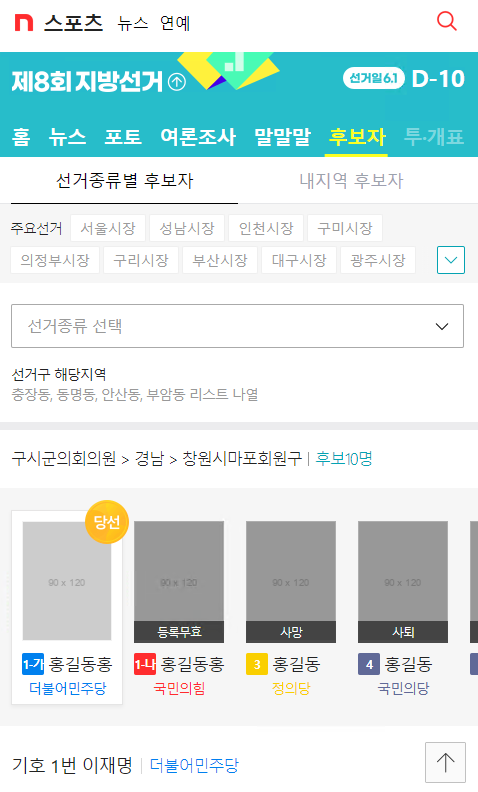 n 스포츠 뉴스 연예
제8회 지방선거 선거일6.1 D-10
홈 뉴스 포토 여론조사 말말말 후보자 투·개표
선거종류별 후보자 내지역 후보자
주요선거 서울시장 성남시장 인천시장 구미시장
의정부시장 구리시장 부산시장 대구시장 광주시장
선거종류 선택
선거구 해당지역
충장동, 동명동, 안산동, 부암동 리스트 나열
구시군의회의원 > 경남 > 창원시마포회원구 | 후보10명
당선
90 x 120 90 x 120 90 x 120 90 x 120
등록무효 사망 사퇴
1-가 홍길동홍 1-나 홍길동홍 3 홍길동 4 홍길동
더불어민주당 국민의힘 정의당 국민의당
기호 1번 이재명 | 더불어민주당